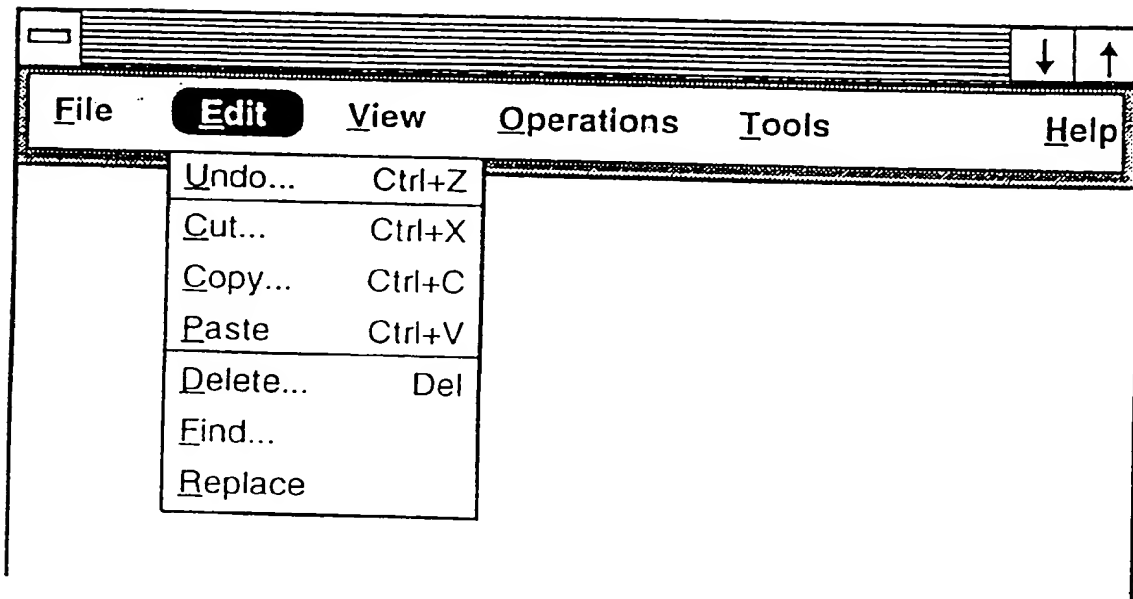 File Edit View Operations Tools Help
Undo... Ctrl+Z
Cut... Ctrl+X
Copy... Ctrl+C
Paste Ctrl+V
Delete... Del
Find...
Replace